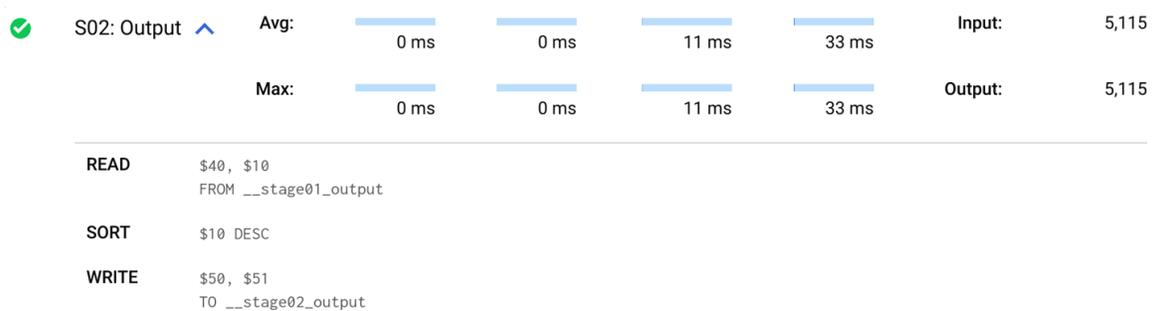 S02: Output Avg: 0 ms 0 ms 11 ms 33 ms Input: 5,115
Max: 0 ms 0 ms 11 ms 33 ms Output: 5,115
READ $40, $10
FROM __stage01_output
SORT $10 DESC
WRITE $50, $51
TO __stage02_output